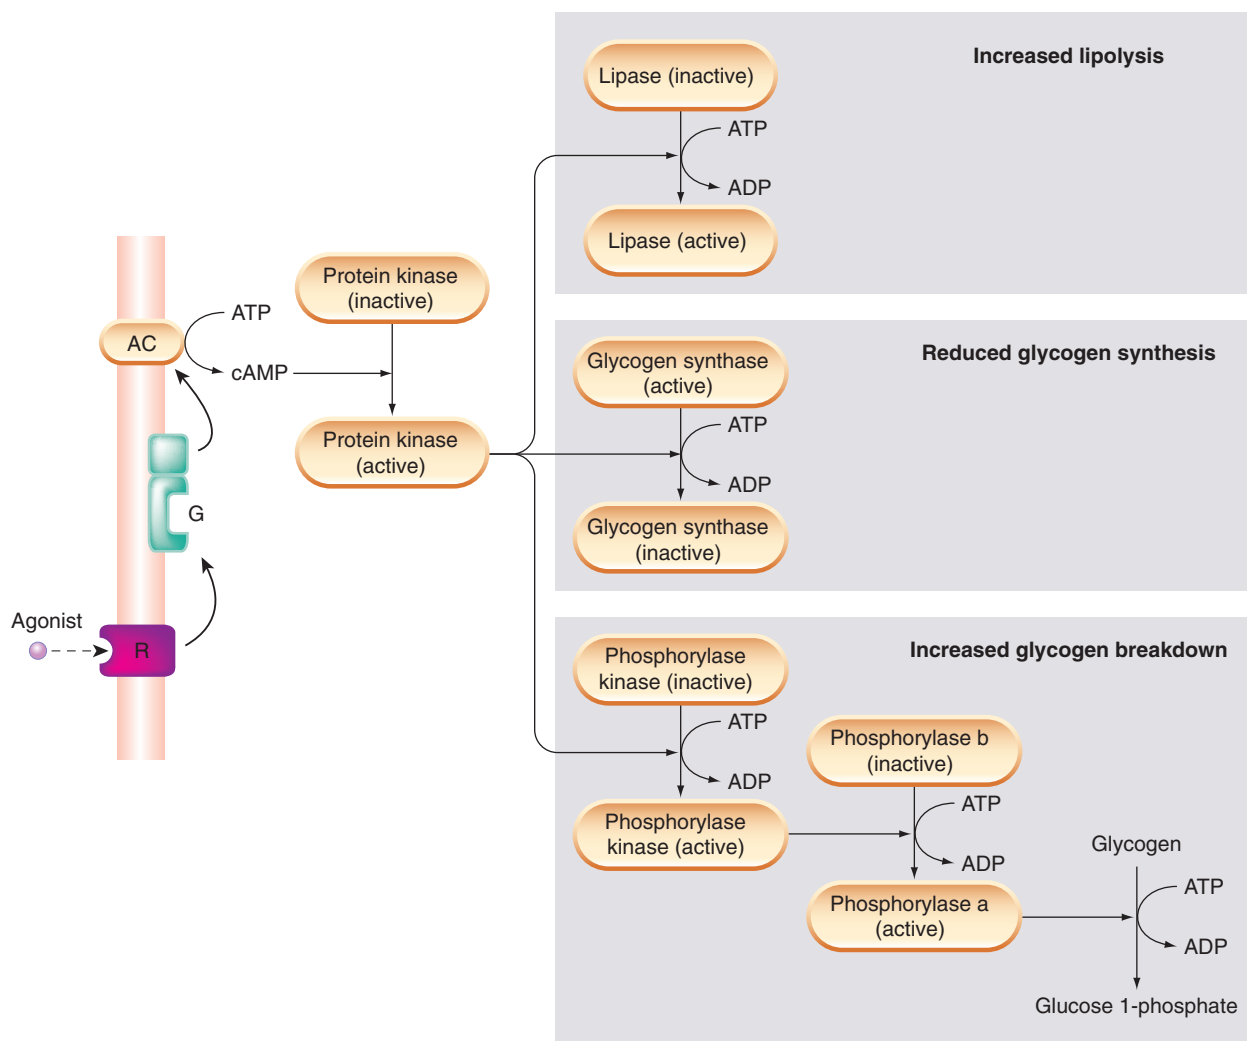 Increased lipolysis
Lipase (inactive)
ATP
ADP
Lipase (active)
Protein kinase
(inactive)
ATP
AC
cAMP
Protein kinase
(active)
Reduced glycogen synthesis
Glycogen synthase
(active)
ATP
ADP
Glycogen synthase
(inactive)
G
Agonist
R
Increased glycogen breakdown
Phosphorylase
kinase (inactive)
ATP
ADP
Phosphorylase
kinase (active)
Phosphorylase b
(inactive)
ATP
ADP
Phosphorylase a
(active)
Glycogen
ATP
ADP
Glucose 1-phosphate